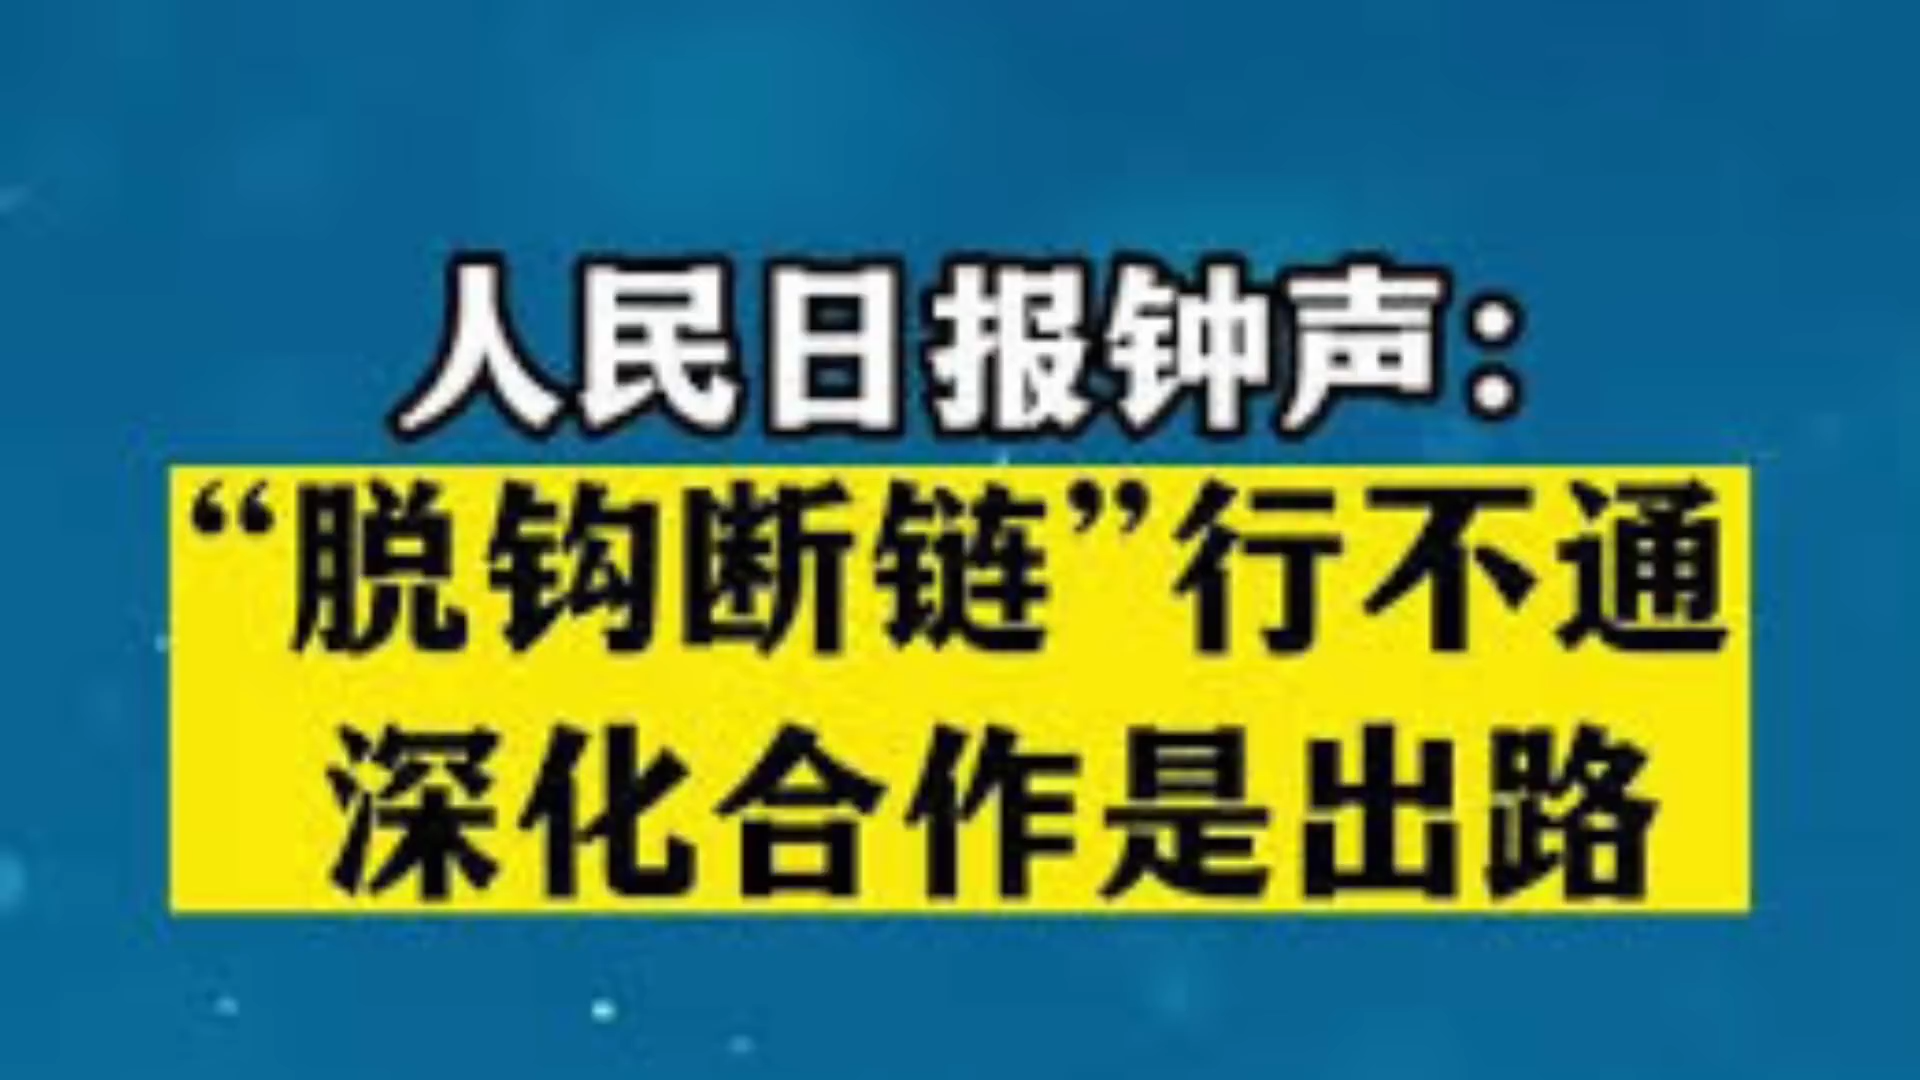 人民日报钟声：
“脱钩断链”行不通
深化合作是出路